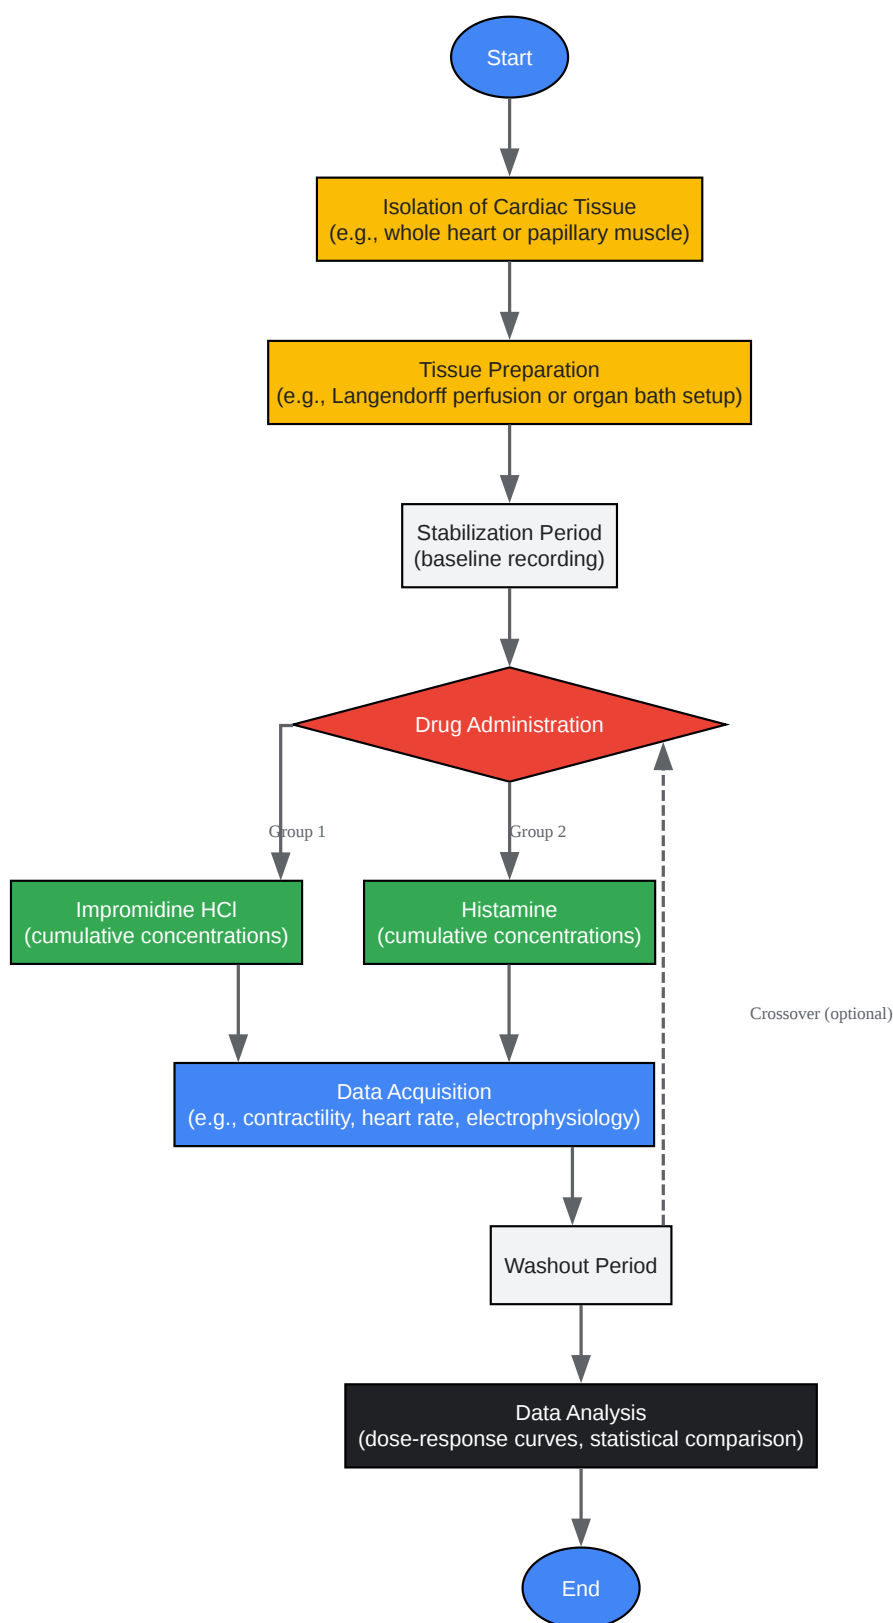 Start
Isolation of Cardiac Tissue
(e.g., whole heart or papillary muscle)
Tissue Preparation
(e.g., Langendorff perfusion or organ bath setup)
Stabilization Period
(baseline recording)
Drug Administration
Group 1
Group 2
Impromidine HCl
(cumulative concentrations)
Histamine
(cumulative concentrations)
Crossover (optional)
Data Acquisition
(e.g., contractility, heart rate, electrophysiology)
Washout Period
Data Analysis
(dose-response curves, statistical comparison)
End